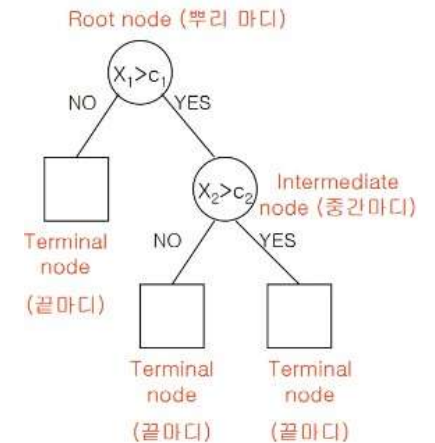 Root node (뿌리 마디)
X₁>c₁
NO
YES
X₂>c₂
Intermediate
node (중간마디)
Terminal
node
(끝마디)
NO
YES
Terminal
node
(끝마디)
Terminal
node
(끝마디)